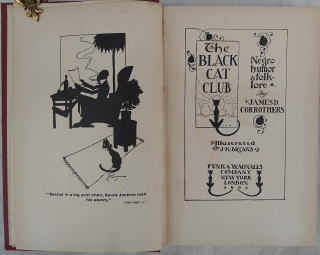 "Seated in a big arm-chair, Sandy Jenkins read
his poetry."
The
BLACK
CAT
CLUB
Negro
humor
& folk-
lore
By
JAMES D.
CORROTHERS
Illustrated
FUNK & WAGNALLS
COMPANY
NEW YORK
LONDON
1902